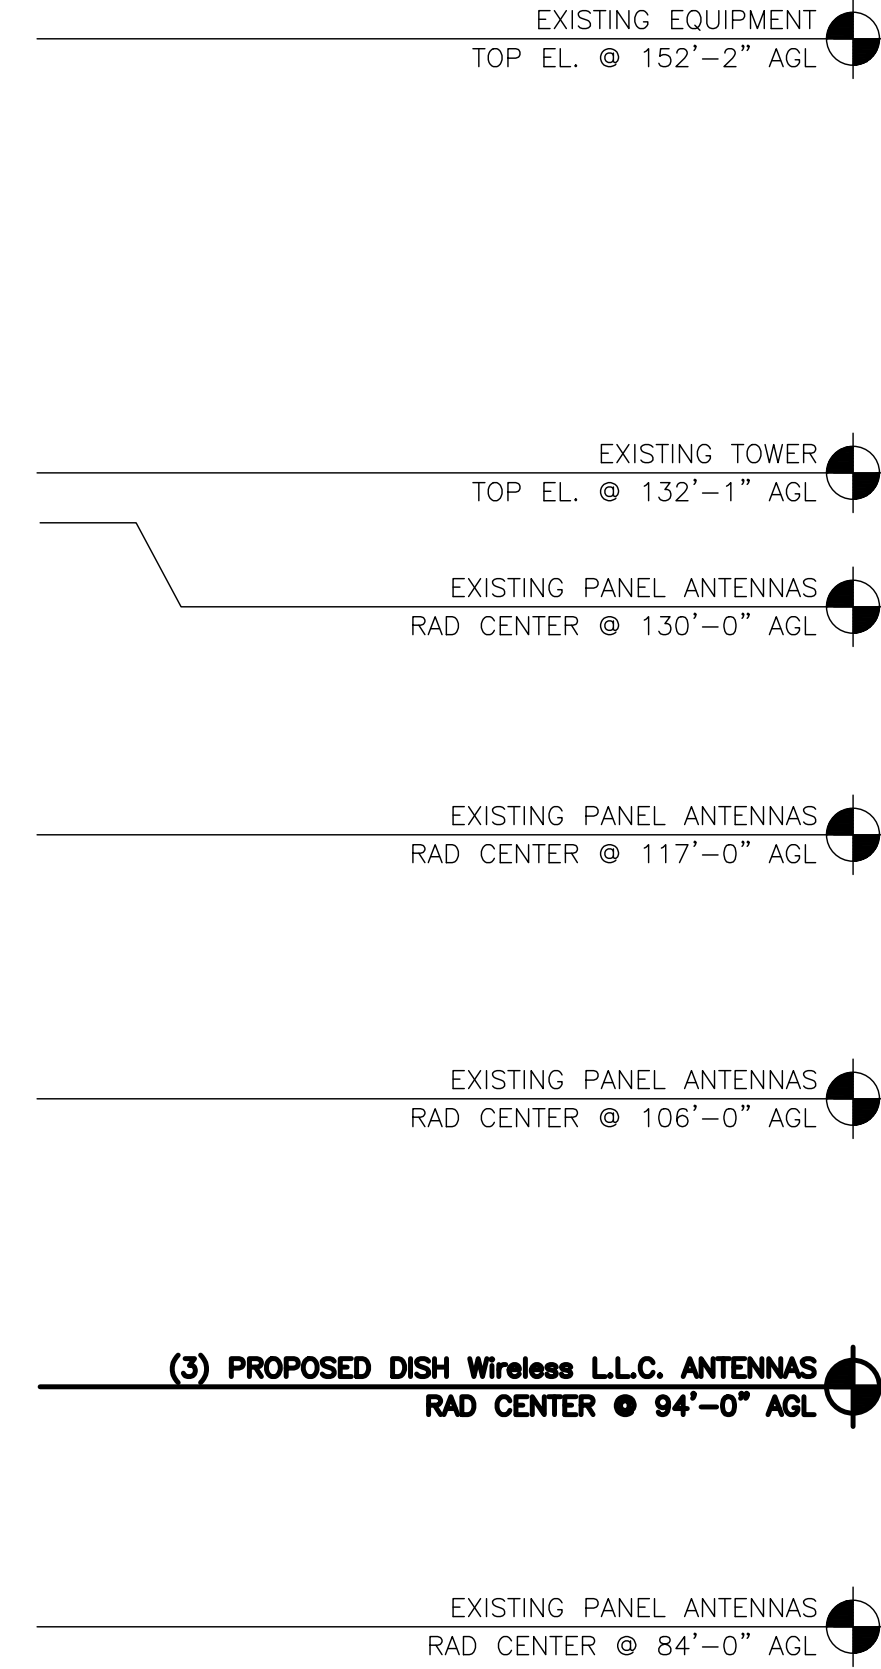 EXISTING EQUIPMENT
TOP EL. @ 152'-2" AGL
EXISTING TOWER
TOP EL. @ 132'-1" AGL
EXISTING PANEL ANTENNAS
RAD CENTER @ 130'-0" AGL
EXISTING PANEL ANTENNAS
RAD CENTER @ 117'-0" AGL
EXISTING PANEL ANTENNAS
RAD CENTER @ 106'-0" AGL
(3) PROPOSED DISH Wireless L.L.C. ANTENNAS
RAD CENTER @ 94'-0" AGL
EXISTING PANEL ANTENNAS
RAD CENTER @ 84'-0" AGL